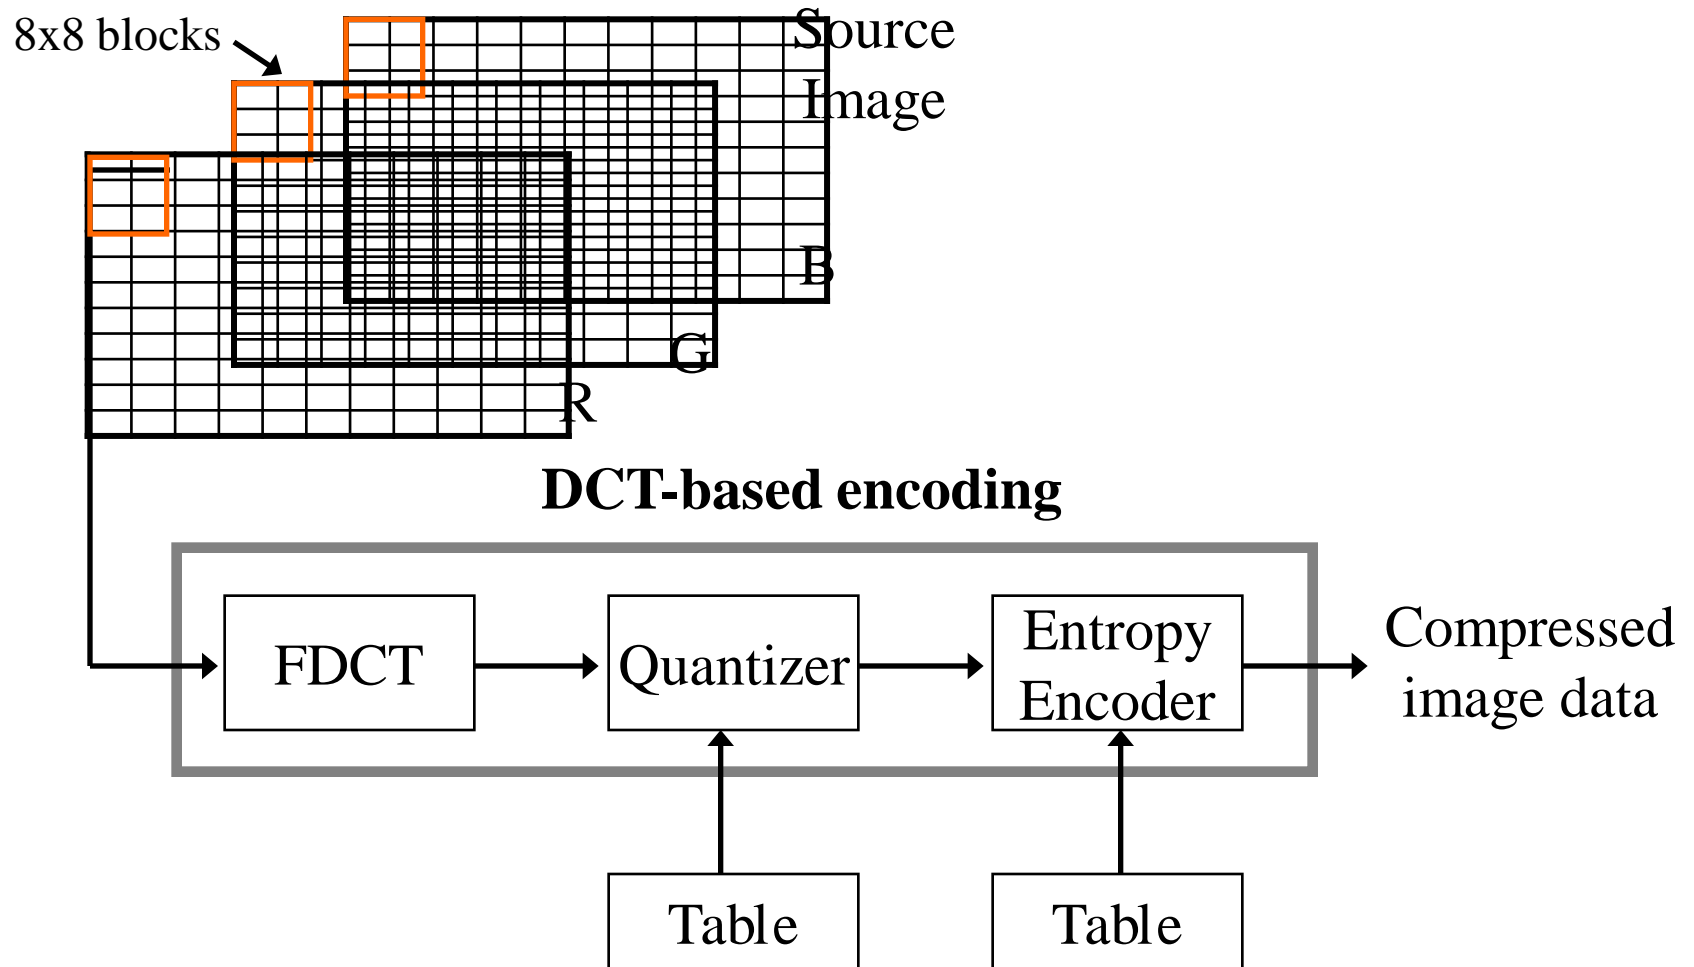 8x8 blocks
Source
Image
B
G
R
DCT-based encoding
FDCT
Quantizer
Entropy
Encoder
Compressed
image data
Table
Table